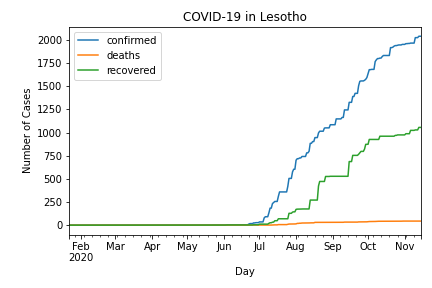 COVID-19 in Lesotho
confirmed
deaths
recovered
Number of Cases
2000
1750
1500
1250
1000
750
500
250
0
Feb
2020
Mar
Apr
May
Jun
Jul
Aug
Sep
Oct
Nov
Day